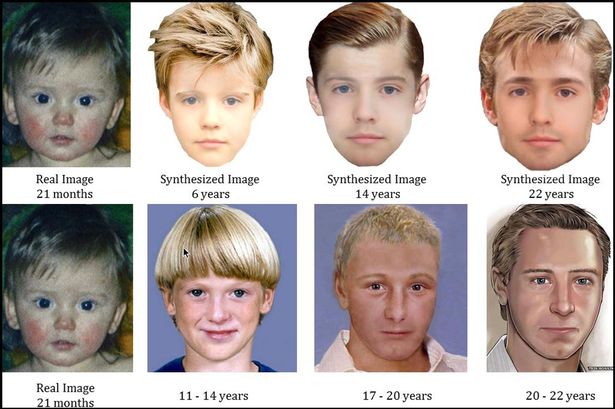 Real Image
21 months
Synthesized Image
6 years
Synthesized Image
14 years
Synthesized Image
22 years
Real Image
21 months
11 - 14 years
17 - 20 years
20 - 22 years